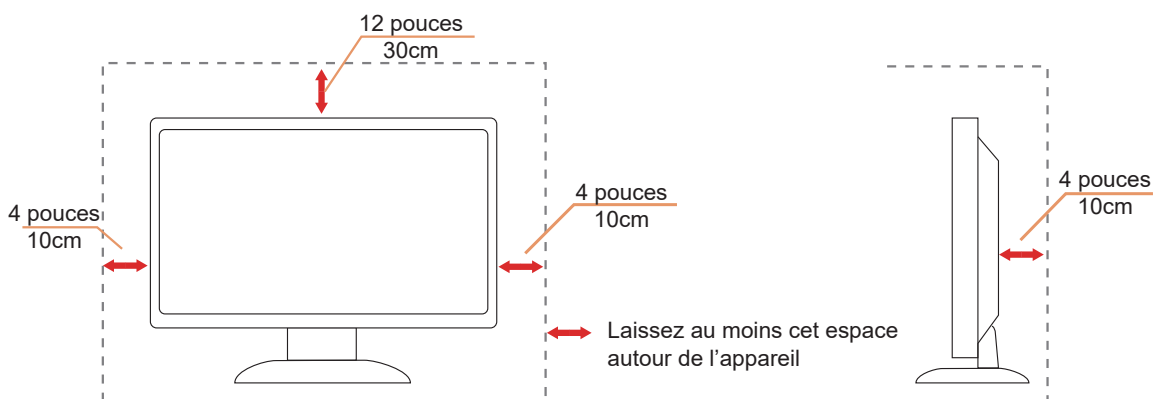 12 pouces
30cm
4 pouces
10cm
4 pouces
10cm
4 pouces
10cm
Laissez au moins cet espace
autour de l’appareil